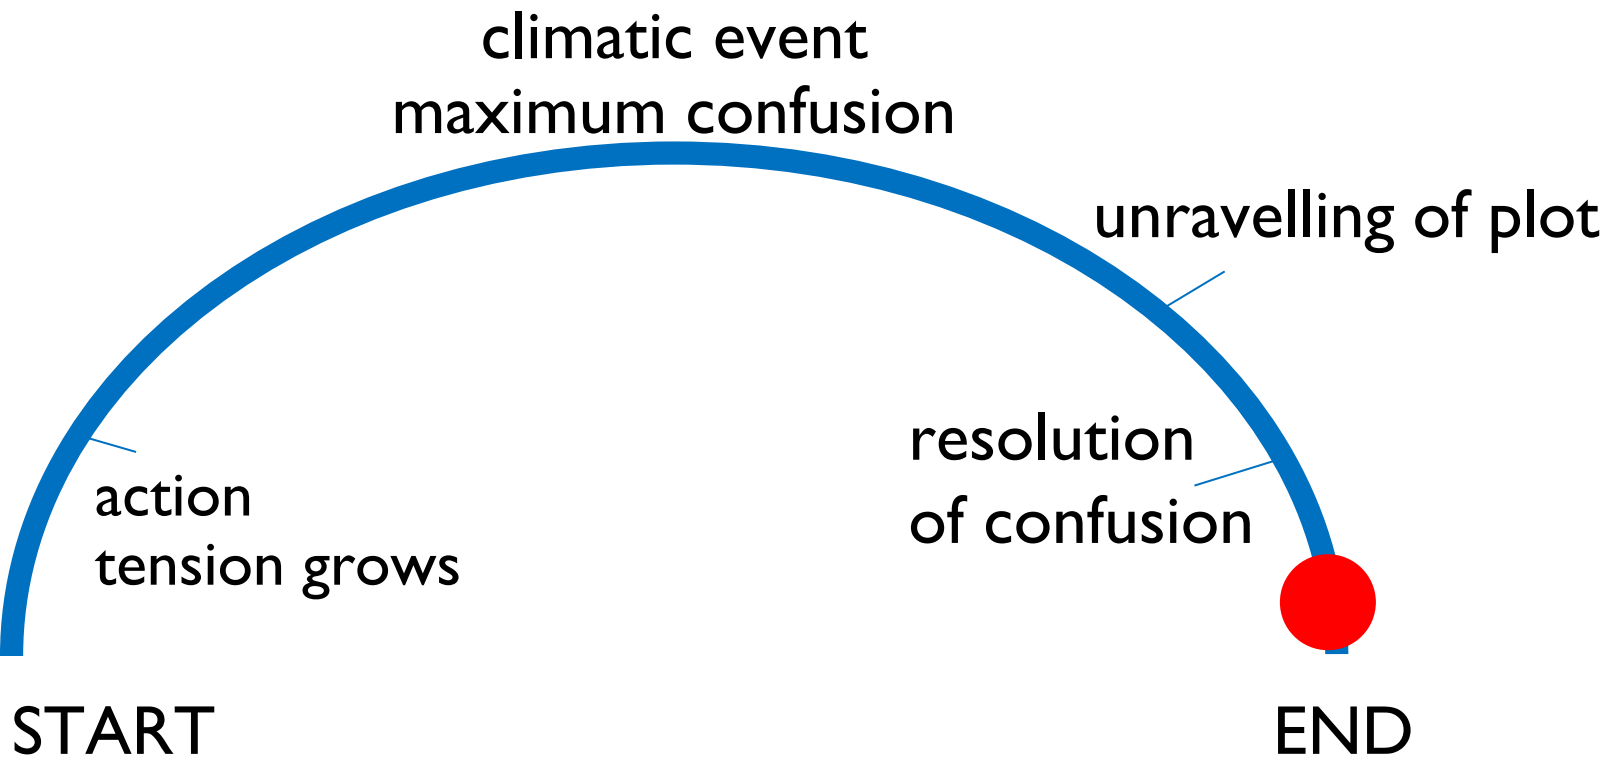 climatic event
maximum confusion
unravelling of plot
resolution
of confusion
action
tension grows
START
END